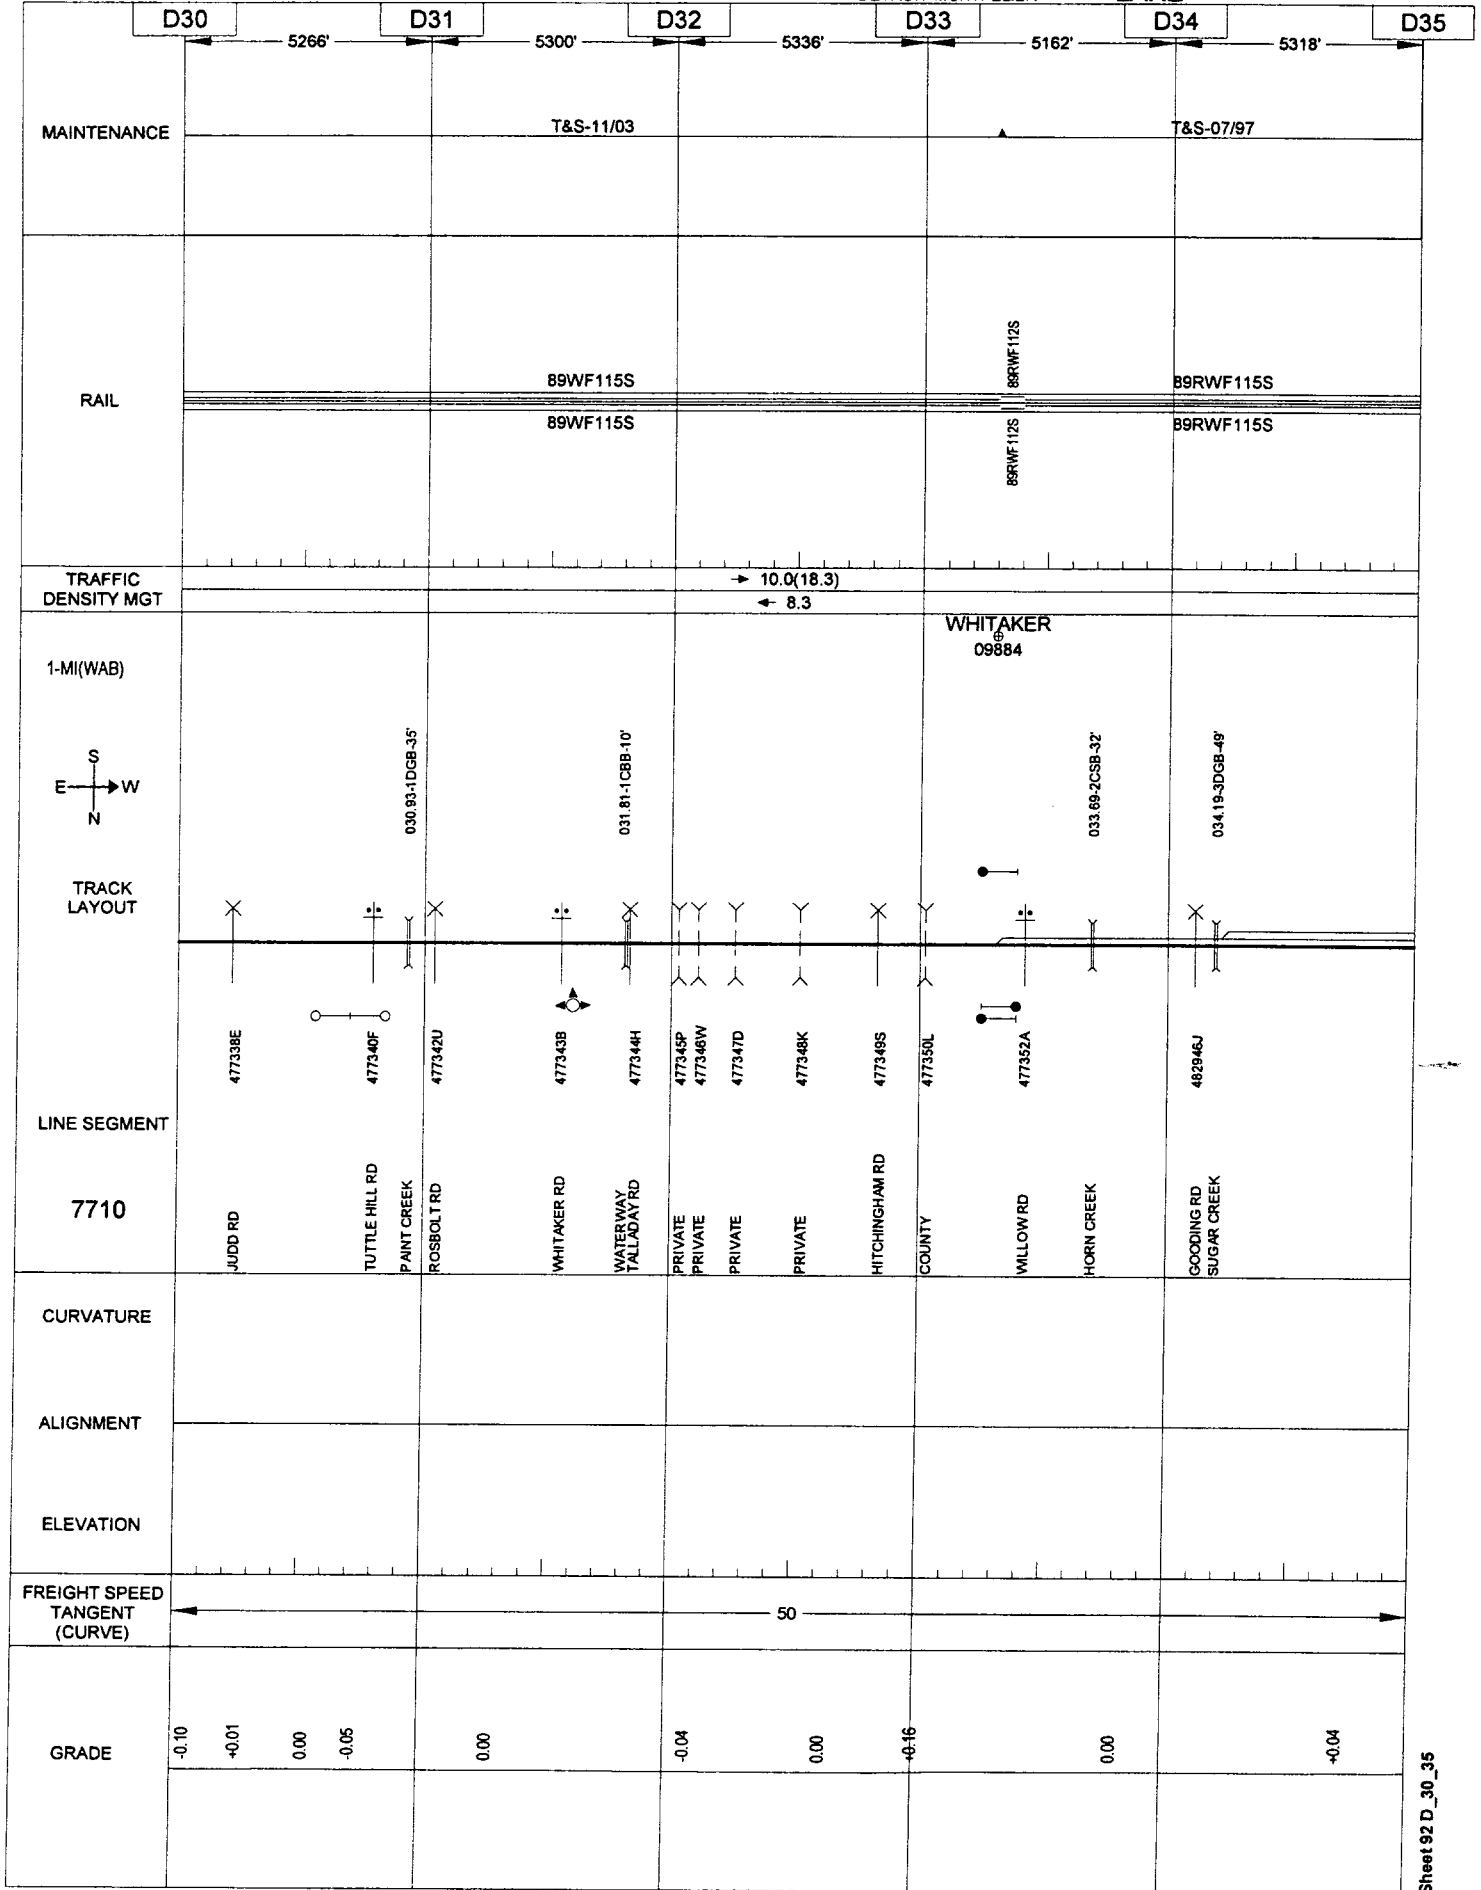 D30 D31 D32 D33 D34 D35
5266' 5300' 5336' 5162' 5318'
MAINTENANCE
T&S-11/03 T&S-07/97
RAIL
89WF115S 89RWF112S 89RWF115S
89WF115S 89RWF112S 89RWF115S
TRAFFIC
DENSITY MGT
10.0(18.3)
8.3
WHITAKER
09884
1-MI(WAB)
S
E W
N
030.93-1DGB-35'
031.81-1CBB-10'
033.69-2CSB-32'
034.19-3DGB-49'
TRACK
LAYOUT
477338E
477340F
477342U
477343B
477344H
477345P
477346W
477347D
477348K
477349S
477350L
477352A
482946J
LINE SEGMENT
7710
JUDD RD
TUTTLE HILL RD
PAINT CREEK
ROSBOLT RD
WHITAKER RD
WATERWAY
TALLADAY RD
PRIVATE
PRIVATE
PRIVATE
PRIVATE
HITCHINGHAM RD
COUNTY
WILLOW RD
HORN CREEK
GOODING RD
SUGAR CREEK
CURVATURE
ALIGNMENT
ELEVATION
FREIGHT SPEED
TANGENT
(CURVE)
50
GRADE
-0.10
+0.01
0.00
-0.05
0.00
-0.04
0.00
+0.16
0.00
+0.04
Sheet 92 D_30_35